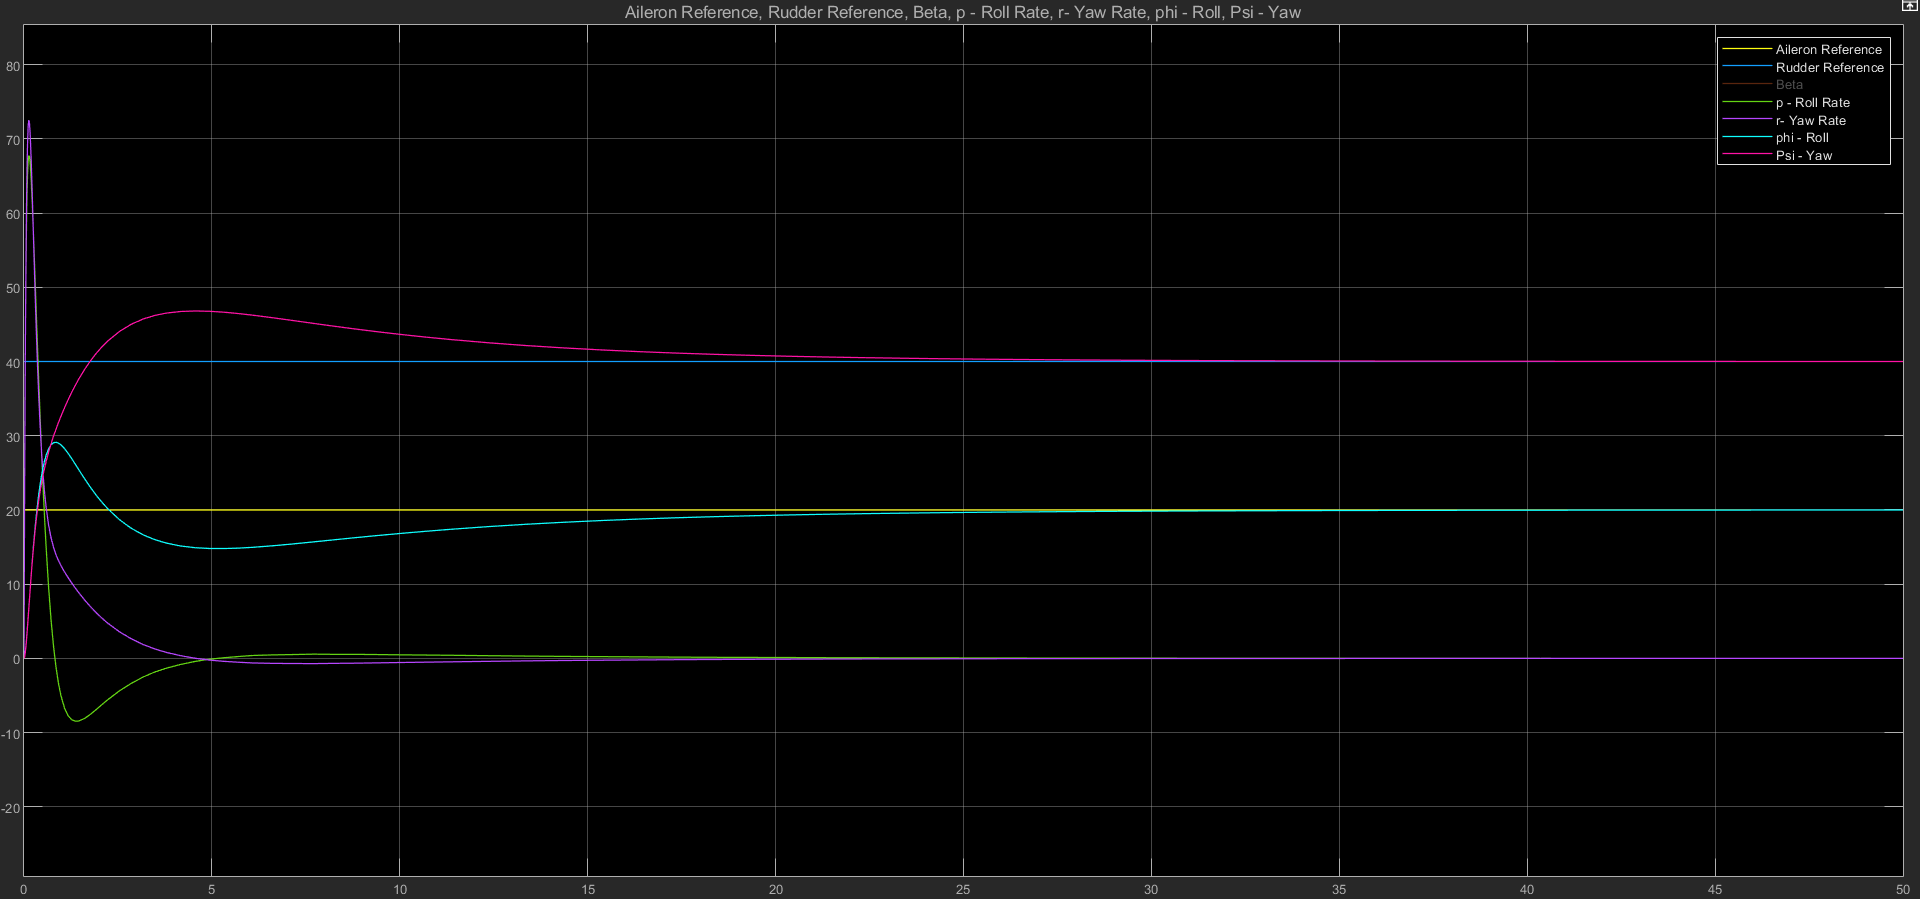 Aileron Reference, Rudder Reference, Beta, p - Roll Rate, r- Yaw Rate, phi - Roll, Psi - Yaw
Aileron Reference
Rudder Reference
Beta
p - Roll Rate
r- Yaw Rate
phi - Roll
Psi - Yaw
80
70
60
50
40
30
20
10
0
-10
-20
0 5 10 15 20 25 30 35 40 45 50